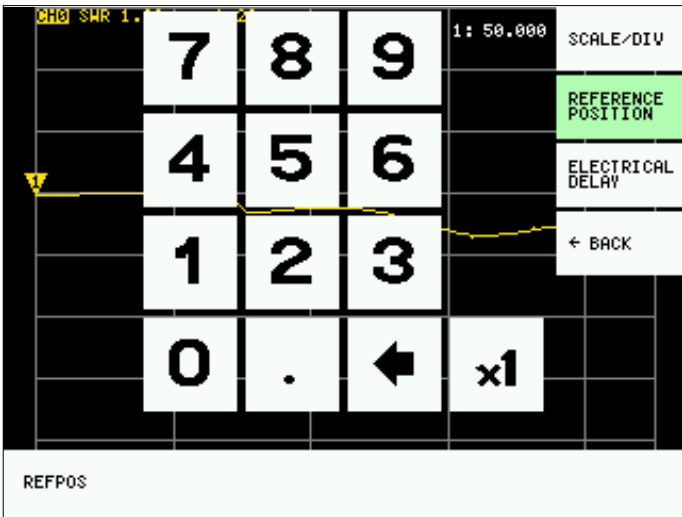 CH0 SWR 1.
1: 50.000
SCALE/DIV
REFERENCE
POSITION
ELECTRICAL
DELAY
← BACK
1
7 8 9
4 5 6
1 2 3
0 . ←
x1
REFPOS